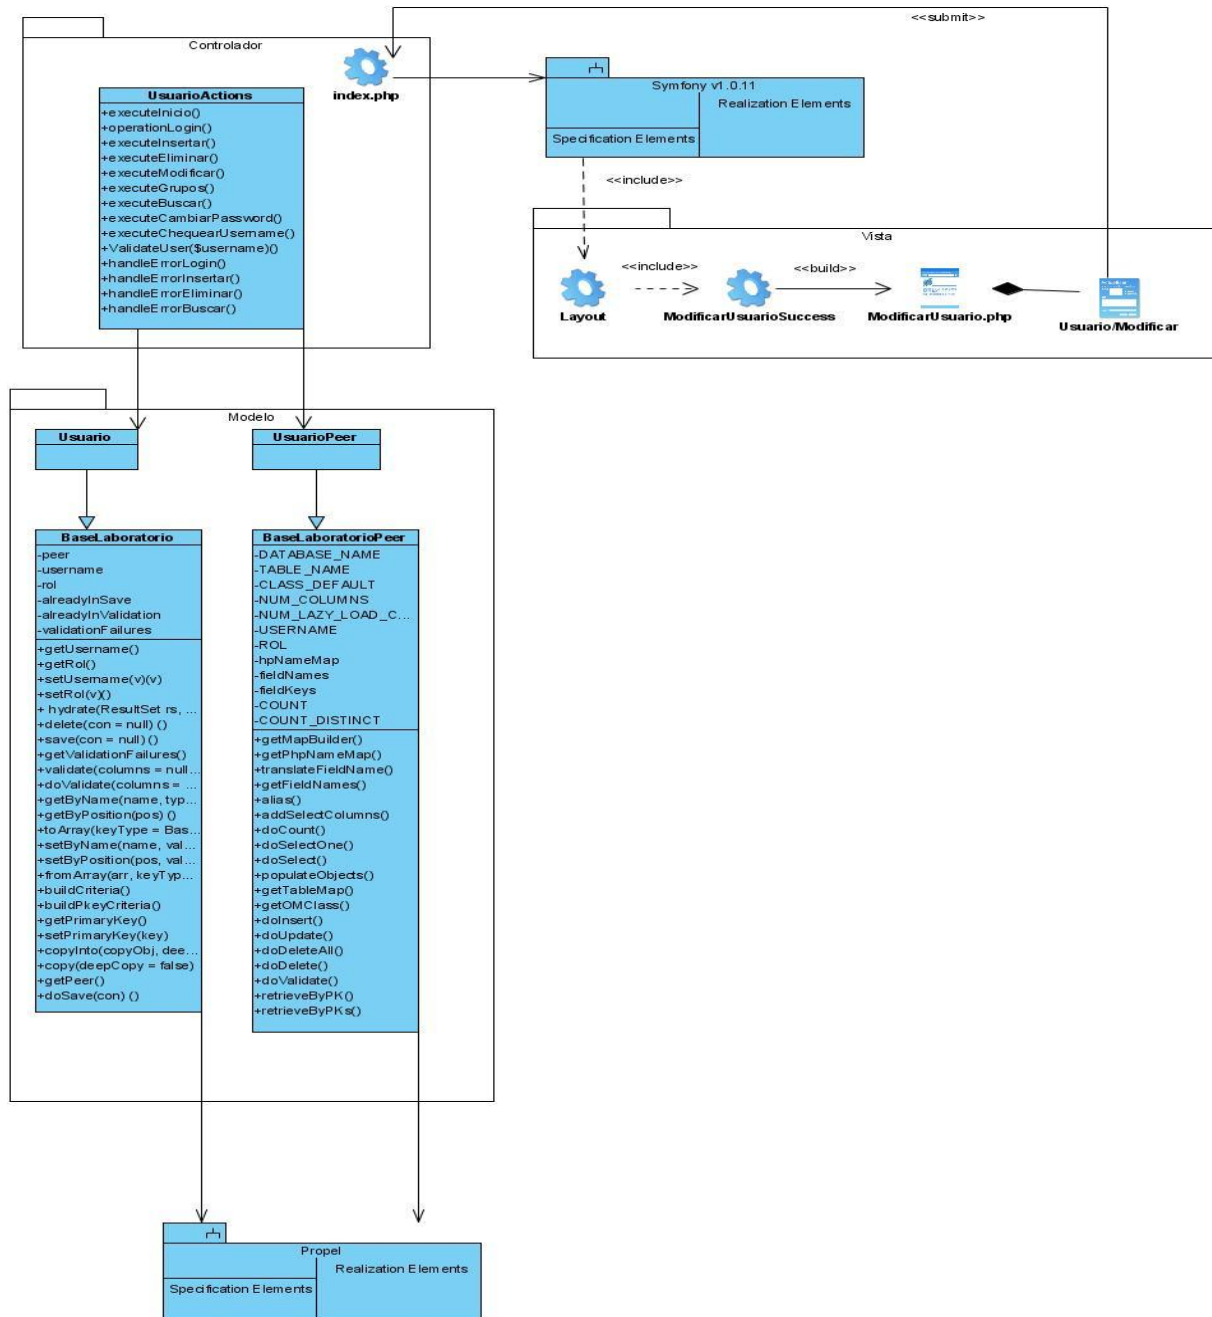 <<submit>>
Controlador
index.php
UsuarioActions
+executeInicio()
+operationLogin()
+executeInsertar()
+executeEliminar()
+executeModificar()
+executeGrupos()
+executeBuscar()
+executeCambiarPassword()
+executeChequearUsername()
+ValidateUser($username)()
+handleErrorLogin()
+handleErrorInsertar()
+handleErrorEliminar()
+handleErrorBuscar()
Symfony v1.0.11
Realization Elements
Specification Elements
<<include>>
Vista
<<include>>
<<build>>
Layout
ModificarUsuarioSuccess
ModificarUsuario.php
Usuario/Modificar
Modelo
Usuario
UsuarioPeer
BaseLaboratorio
-peer
-username
-rol
-alreadyInSave
-alreadyInValidation
-validationFailures
+getUsername()
+getRol()
+setUsername(v)(v)
+setRol(v)()
+ hydrate(ResultSet rs, ...
+delete(con = null) ()
+save(con = null) ()
+getValidationFailures()
+validate(columns = null...
+doValidate(columns = ...
+getByName(name, typ...
+getByPosition(pos) ()
+toArray(keyType = Bas...
+setByName(name, val...
+setByPosition(pos, val...
+fromArray(arr, keyTyp...
+buildCriteria()
+buildPkeyCriteria()
+getPrimaryKey()
+setPrimaryKey(key)
+copyInto(copyObj, dee...
+copy(deepCopy = false)
+getPeer()
+doSave(con) ()
BaseLaboratorioPeer
-DATABASE_NAME
-TABLE_NAME
-CLASS_DEFAULT
-NUM_COLUMNS
-NUM_LAZY_LOAD_C...
-USERNAME
-ROL
-hpNameMap
-fieldNames
-fieldKeys
-COUNT
-COUNT_DISTINCT
+getMapBuilder()
+getPhpNameMap()
+translateFieldName()
+getFieldNames()
+alias()
+addSelectColumns()
+doCount()
+doSelectOne()
+doSelect()
+populateObjects()
+getTableMap()
+getOMClass()
+doInsert()
+doUpdate()
+doDeleteAll()
+doDelete()
+doValidate()
+retrieveByPK()
+retrieveByPKs()
Propel
Realization Elements
Specification Elements